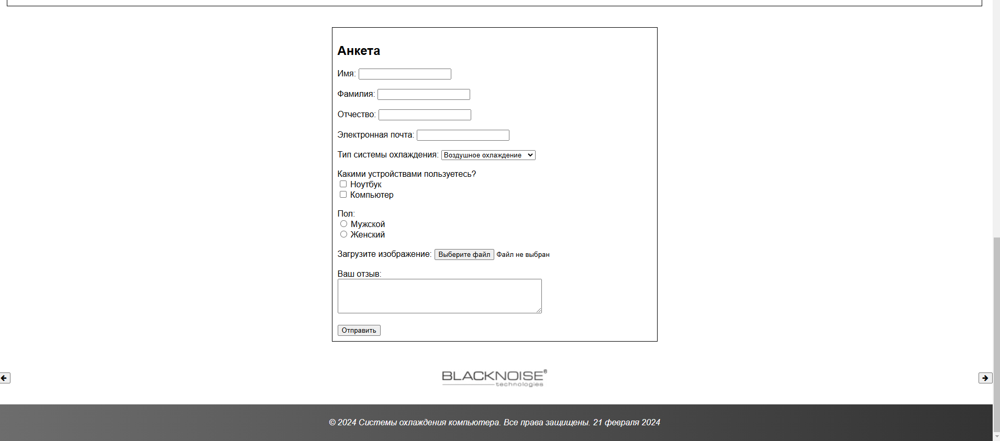 Анкета
Имя:
Фамилия:
Отчество:
Электронная почта:
Тип системы охлаждения: Воздушное охлаждение
Какими устройствами пользуетесь?
Ноутбук
Компьютер
Пол:
Мужской
Женский
Загрузите изображение: Выберите файл Файл не выбран
Ваш отзыв:
Отправить
BLACKNOISE®
technologies
© 2024 Системы охлаждения компьютера. Все права защищены. 21 февраля 2024